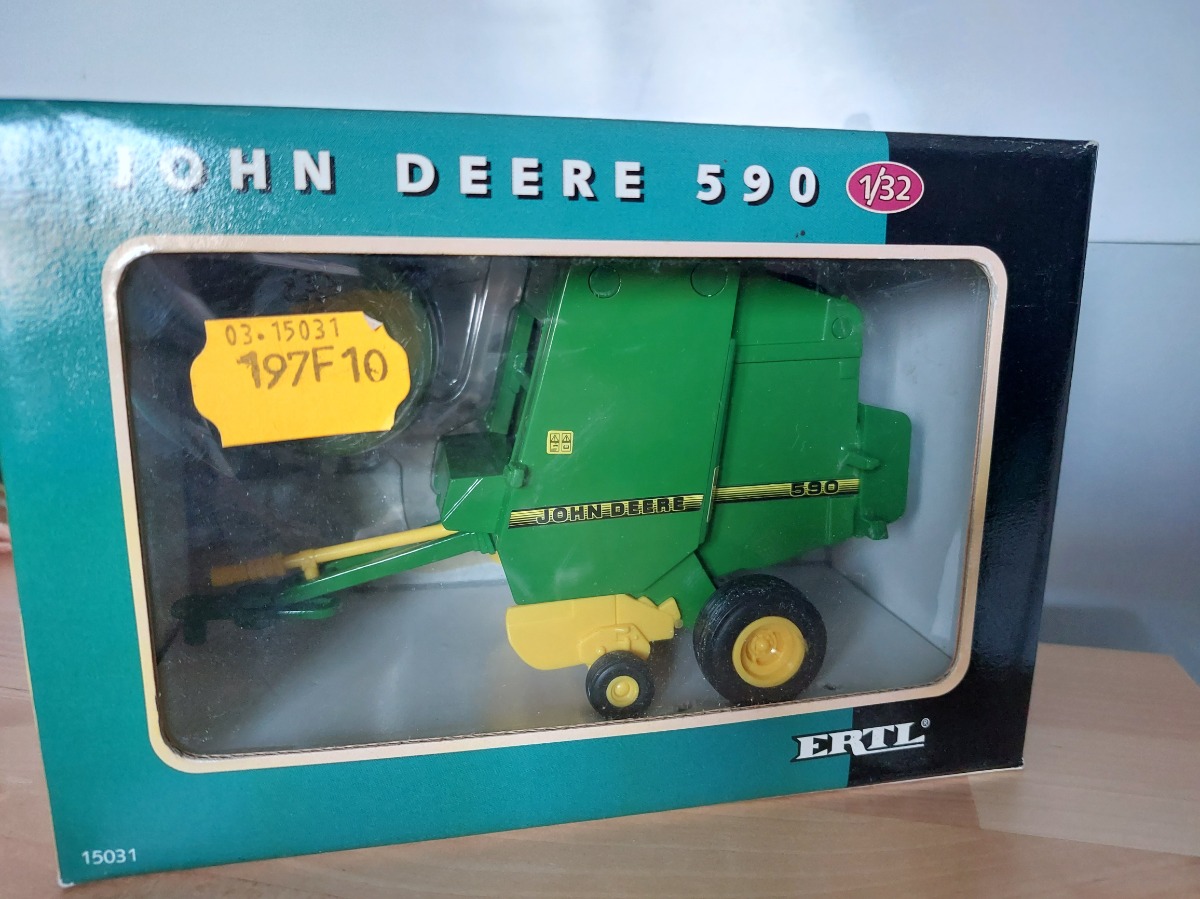 JOHN DEERE 590 1/32
03.15031
197F10
JOHN DEERE 590
ERTL®
15031